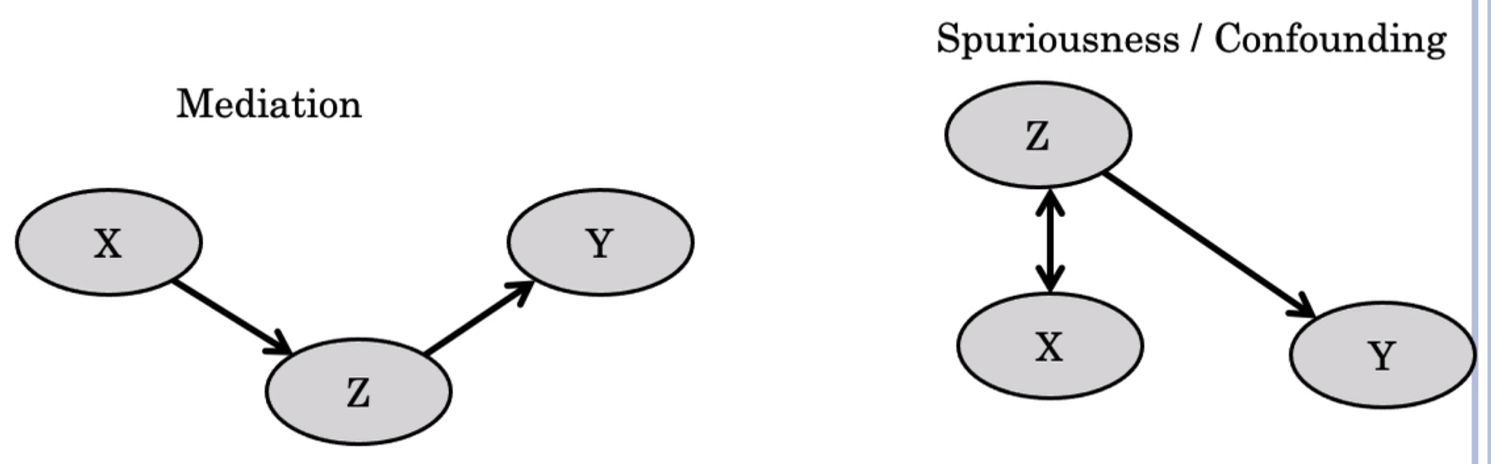 Mediation
X
Y
Z
Spuriousness / Confounding
Z
X
Y